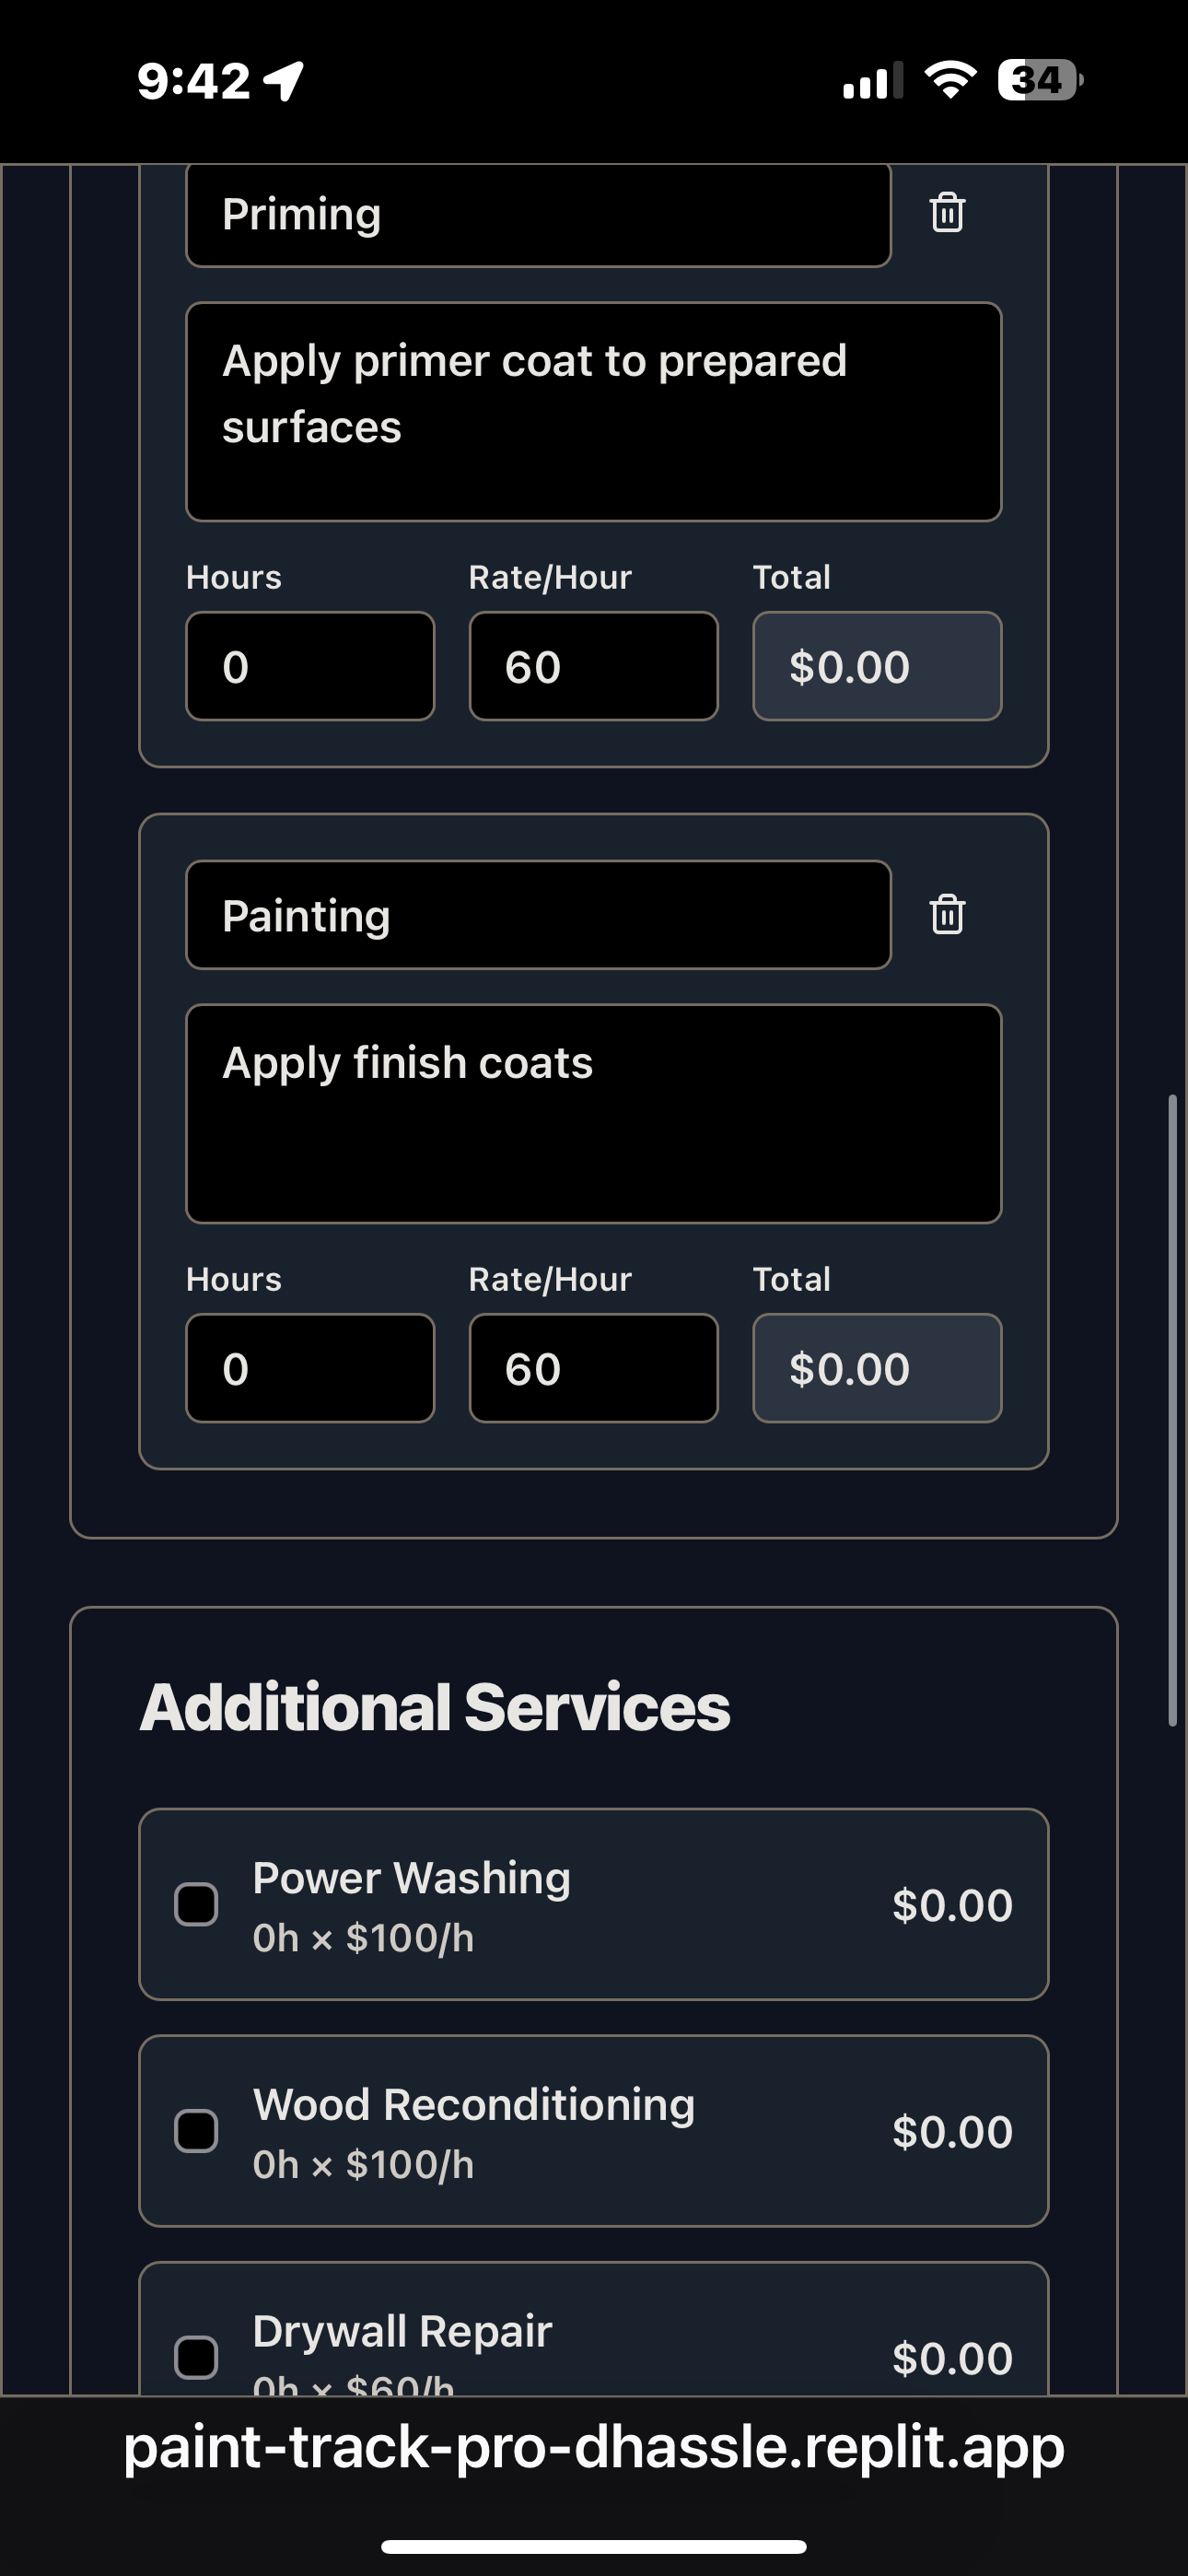 9:42
34
Priming
Apply primer coat to prepared
surfaces
Hours Rate/Hour Total
0 60 $0.00
Painting
Apply finish coats
Hours Rate/Hour Total
0 60 $0.00
Additional Services
Power Washing
0h × $100/h
$0.00
Wood Reconditioning
0h × $100/h
$0.00
Drywall Repair
0h × $60/h
$0.00
paint-track-pro-dhassle.replit.app